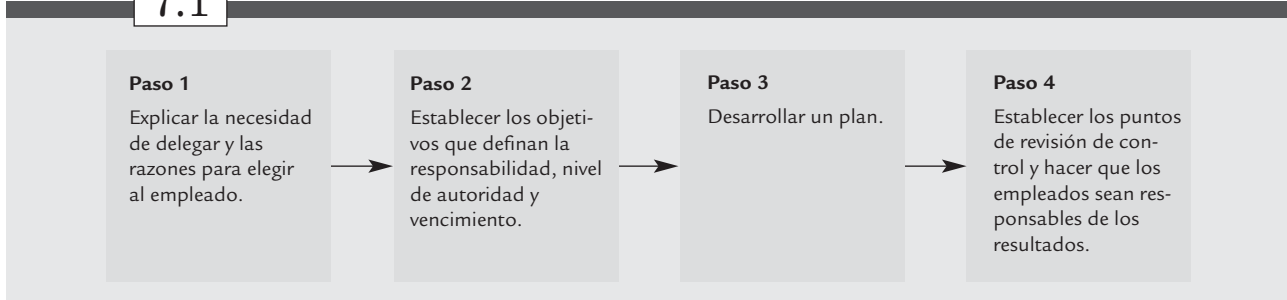 7.1
Paso 1
Explicar la necesidad
de delegar y las
razones para elegir
al empleado.
Paso 2
Establecer los objeti-
vos que definan la
responsabilidad, nivel
de autoridad y
vencimiento.
Paso 3
Desarrollar un plan.
Paso 4
Establecer los puntos
de revisión de con-
trol y hacer que los
empleados sean res-
ponsables de los
resultados.